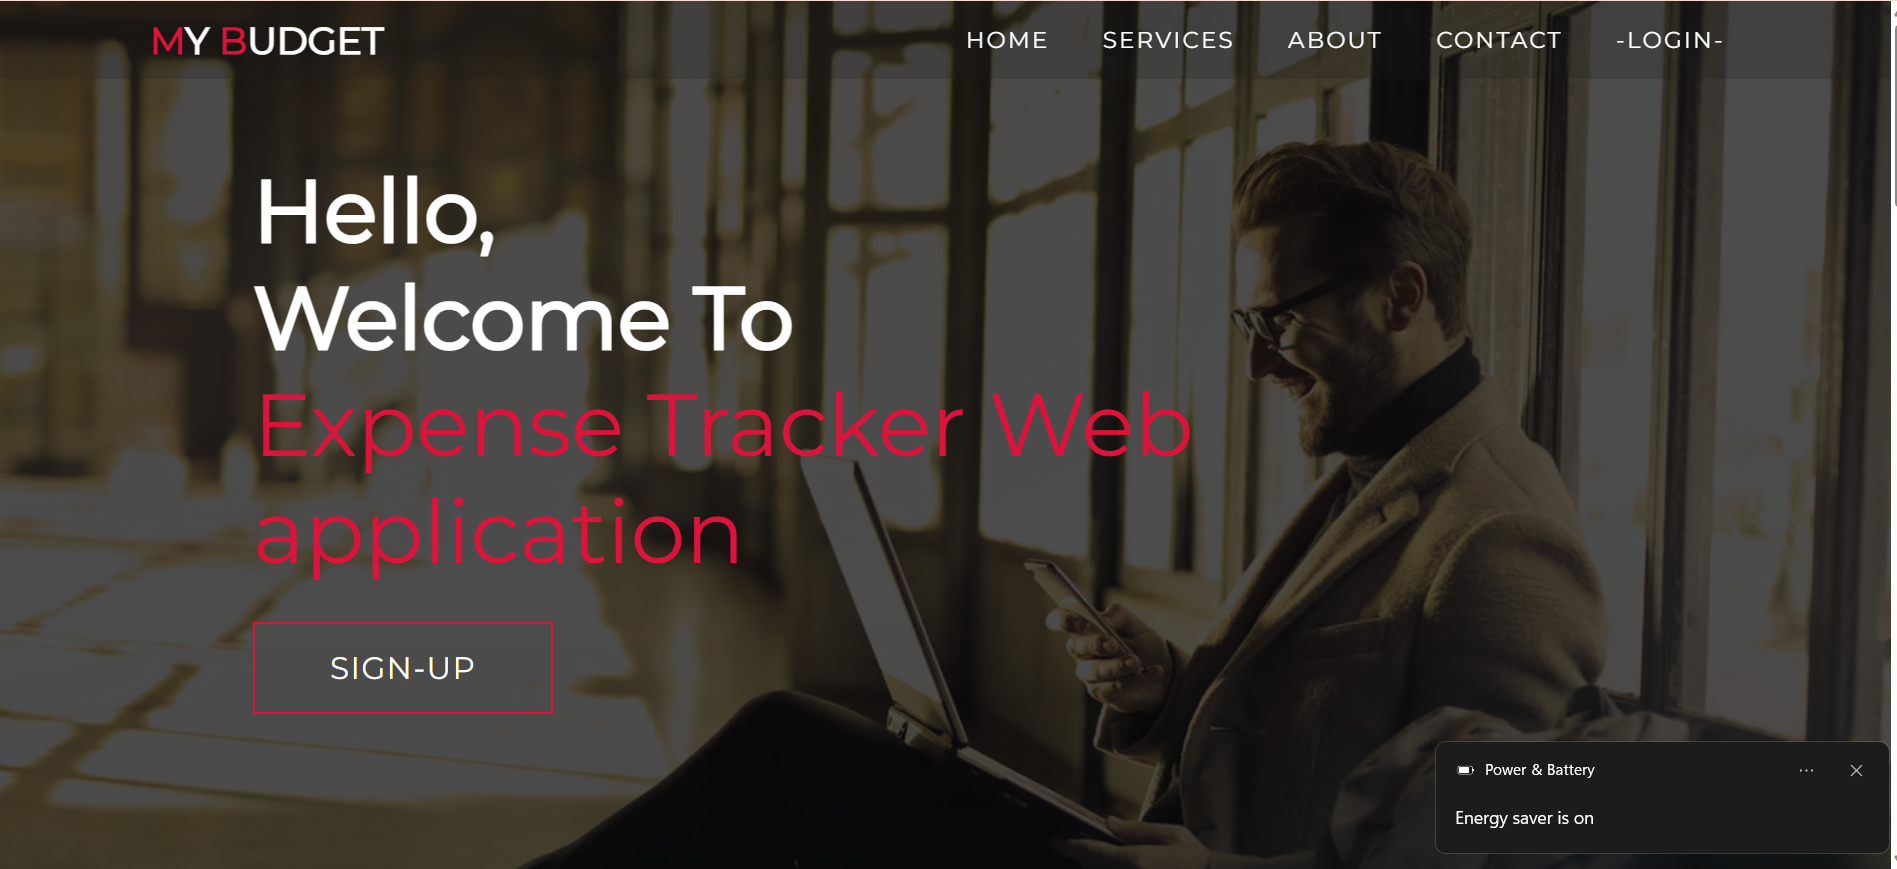 MY BUDGET
HOME SERVICES ABOUT CONTACT -LOGIN-
Hello,
Welcome To
Expense Tracker Web
application
SIGN-UP
Power & Battery
Energy saver is on